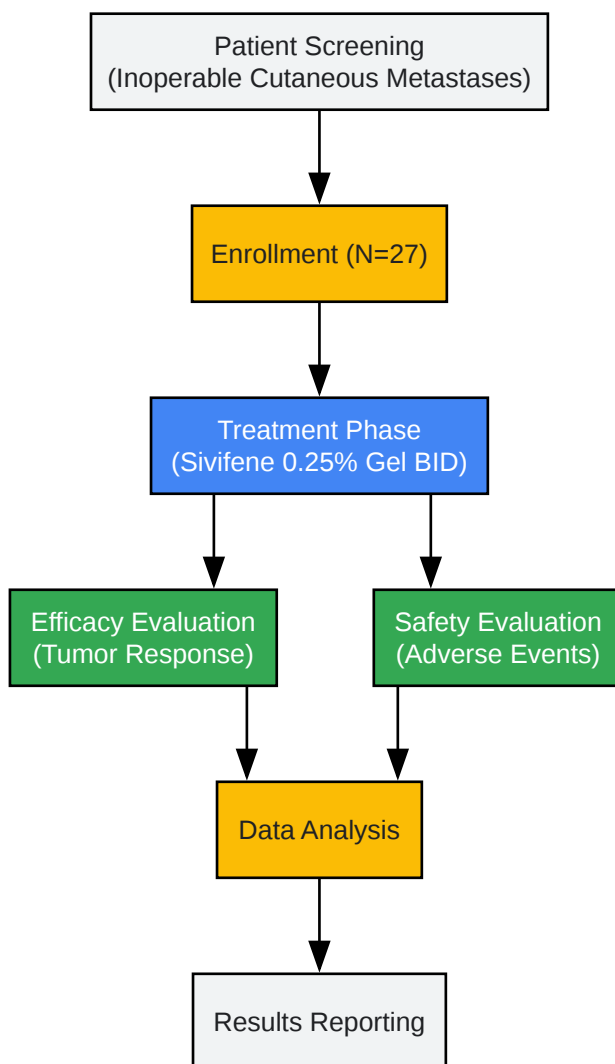 Patient Screening
(Inoperable Cutaneous Metastases)
Enrollment (N=27)
Treatment Phase
(Sivifene 0.25% Gel BID)
Efficacy Evaluation
(Tumor Response)
Safety Evaluation
(Adverse Events)
Data Analysis
Results Reporting